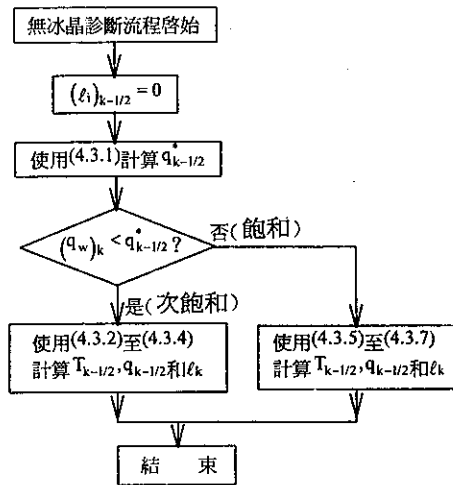 無冰晶診斷流程啓始
(ℓi)k−1/2 = 0
使用(4.3.1)計算 q*k−1/2
(qw)k < q*k−1/2 ?
否(飽和)
是(次飽和)
使用(4.3.2)至(4.3.4)
計算Tk−1/2,qk−1/2和lℓk
使用(4.3.5)至(4.3.7)
計算Tk−1/2,qk−1/2和ℓk
結 束